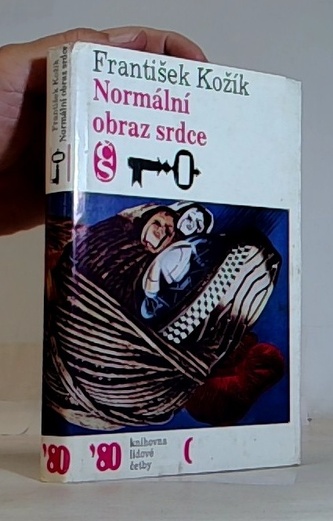 František Kožík
Normální
obraz srdce
Š
'80
knihovna
lidové
četby
František Kožík
Normální obraz srdce
'80